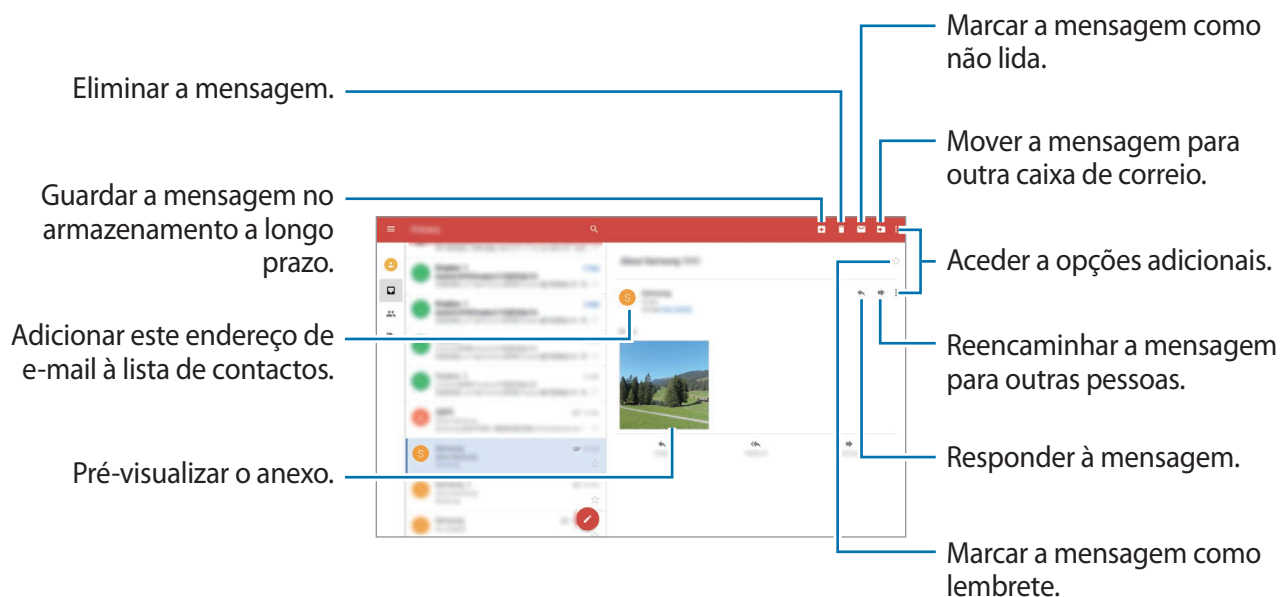 Eliminar a mensagem.
Guardar a mensagem no
armazenamento a longo
prazo.
Adicionar este endereço de
e-mail à lista de contactos.
Pré-visualizar o anexo.
Marcar a mensagem como
não lida.
Mover a mensagem para
outra caixa de correio.
Aceder a opções adicionais.
Reencaminhar a mensagem
para outras pessoas.
Responder à mensagem.
Marcar a mensagem como
lembrete.